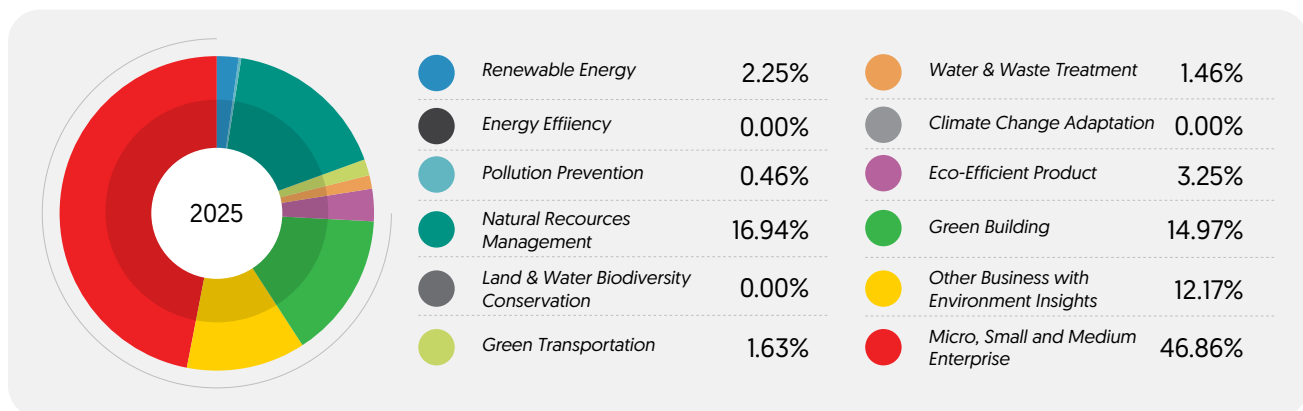 2025
Renewable Energy 2.25%
Energy Effiiency 0.00%
Pollution Prevention 0.46%
Natural Recources
Management 16.94%
Land & Water Biodiversity
Conservation 0.00%
Green Transportation 1.63%
Water & Waste Treatment 1.46%
Climate Change Adaptation 0.00%
Eco-Efficient Product 3.25%
Green Building 14.97%
Other Business with
Environment Insights 12.17%
Micro, Small and Medium
Enterprise 46.86%